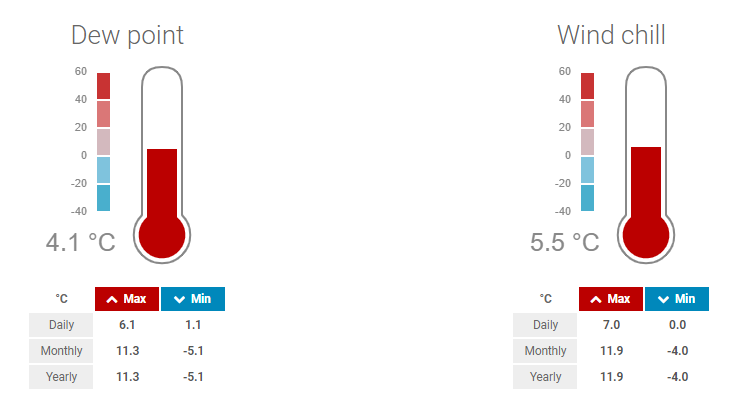 Dew point
60
40
20
0
-20
-40
4.1 °C
°C Max Min
Daily 6.1 1.1
Monthly 11.3 -5.1
Yearly 11.3 -5.1
Wind chill
60
40
20
0
-20
-40
5.5 °C
°C Max Min
Daily 7.0 0.0
Monthly 11.9 -4.0
Yearly 11.9 -4.0